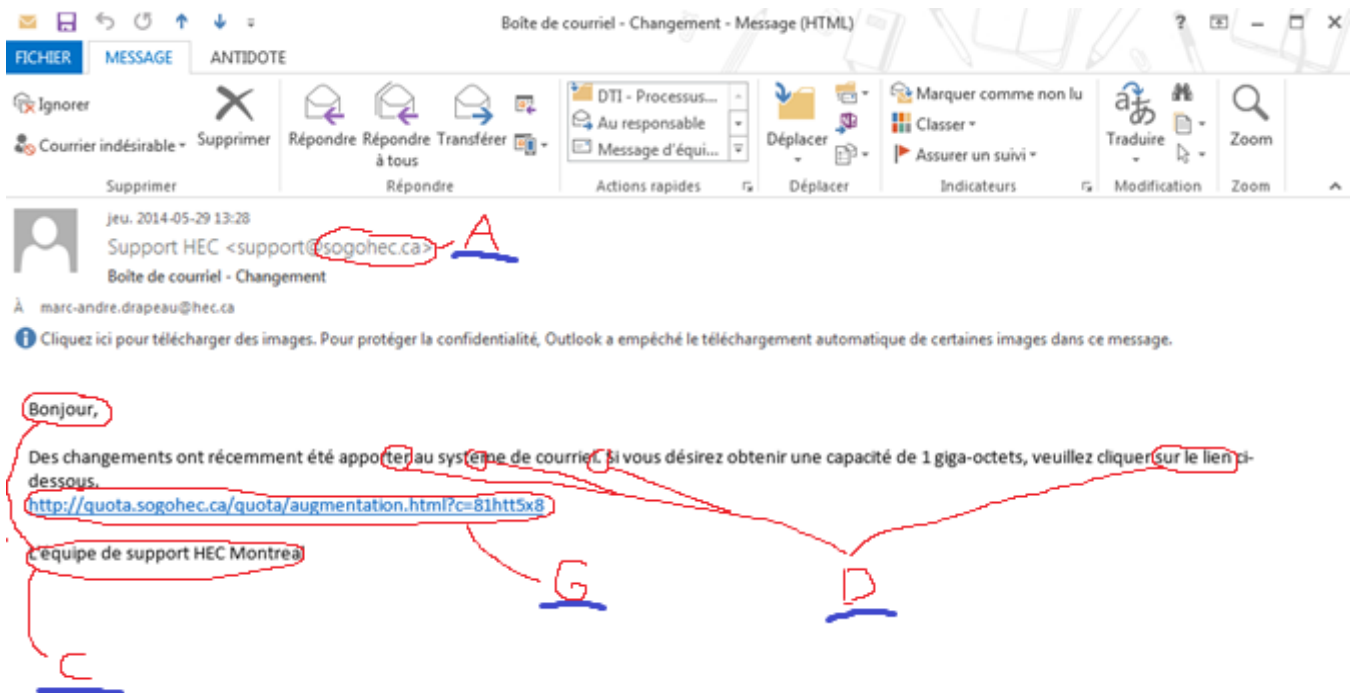 Boîte de courriel - Changement - Message (HTML)
FICHIER MESSAGE ANTIDOTE
Ignorer
Courrier indésirable
Supprimer
Répondre Répondre à tous Transférer
DTI - Processus...
Au responsable
Message d'équi...
Déplacer
Marquer comme non lu
Classer
Assurer un suivi
Traduire
Zoom
Supprimer Répondre Actions rapides Déplacer Indicateurs Modification Zoom
jeu. 2014-05-29 13:28
Support HEC <support@sogohec.ca>
A
Boîte de courriel - Changement
À marc-andre.drapeau@hec.ca
Cliquez ici pour télécharger des images. Pour protéger la confidentialité, Outlook a empêché le téléchargement automatique de certaines images dans ce message.
Bonjour,
Des changements ont récemment été apporter au système de courriel. Si vous désirez obtenir une capacité de 1 giga-octets, veuillez cliquer sur le lien ci-
dessous.
http://quota.sogohec.ca/quota/augmentation.html?c=81htt5x8
L'équipe de support HEC Montreal
G
D
C